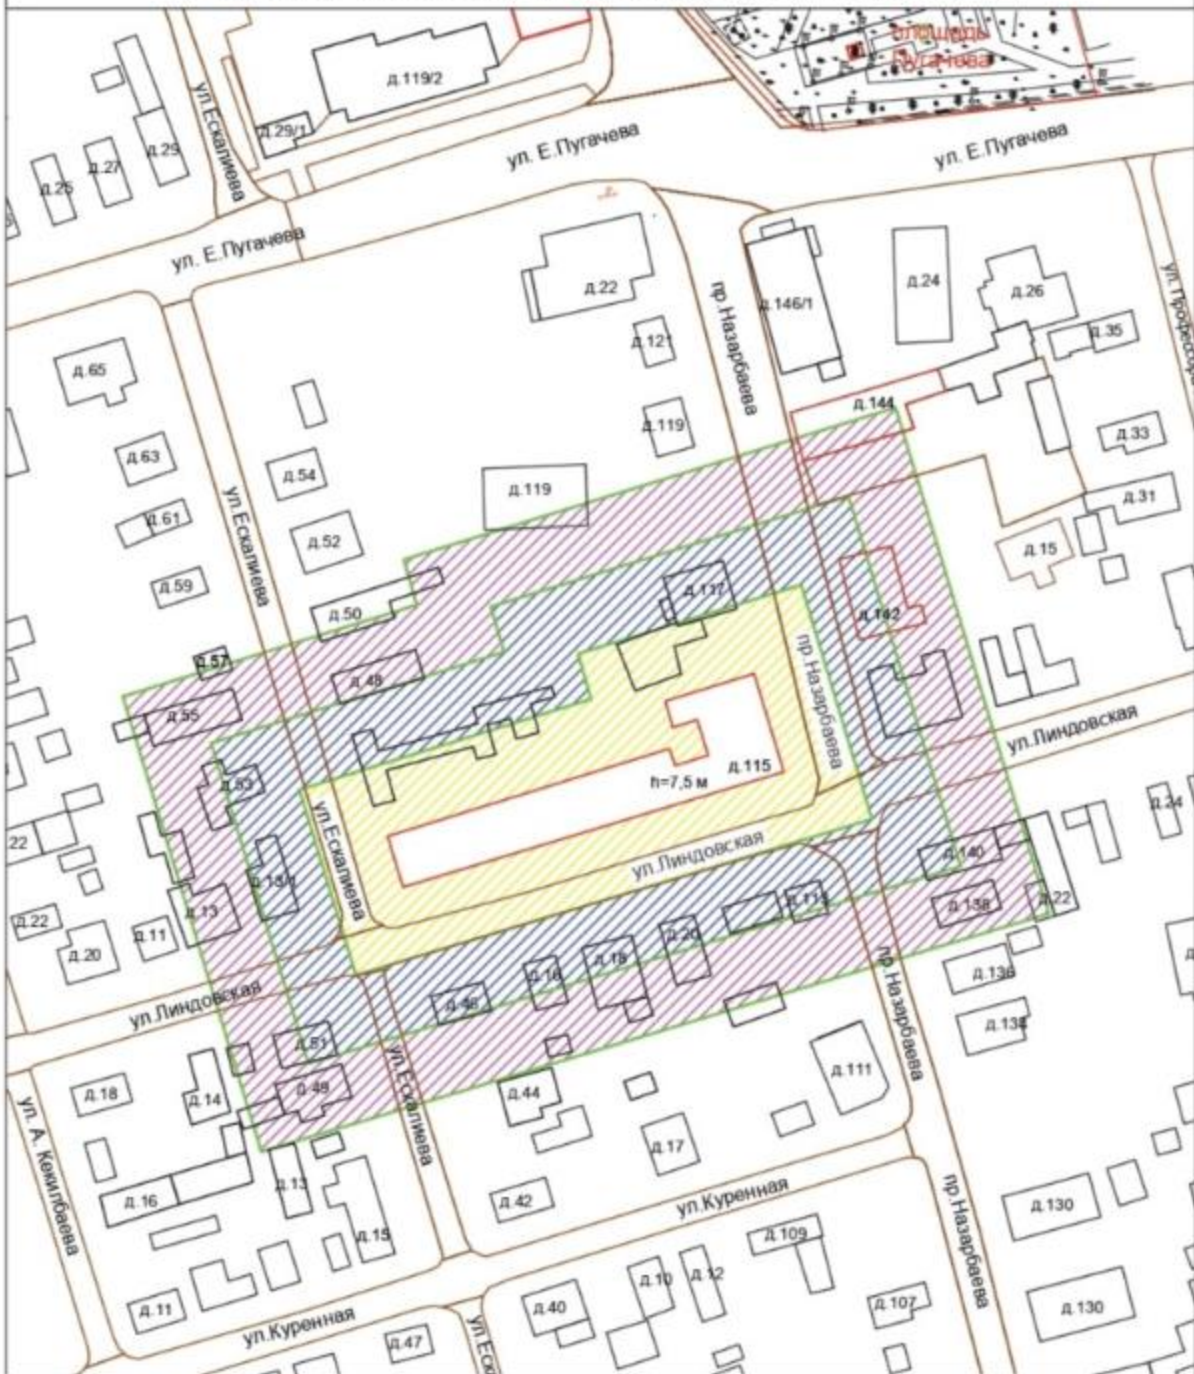 площадь
Пугачева
д.119/2
ул.Ескалиева
д.29/1
д.29
д.27
д.25
ул. Е.Пугачева
ул. Е.Пугачева
ул. Е.Пугачева
д.22
д.146/1
д.24
д.26
пр.Назарбаева
д.121
д.35
д.65
д.144
д.119
д.33
д.63
д.54
д.119
д.31
д.61
ул.Ескалиева
д.52
д.15
д.59
д.50
д.117
д.142
д.57
д.48
пр.Назарбаева
д.55
ул.Линдовская
д.53
д.115
h=7,5 м
д.24
22
ул.Ескалиева
ул.Линдовская
д.140
д.13/1
д.13
д.113
д.138
д.22
д.22
д.11
д.20
д.20
д.18
д.16
пр.Назарбаева
д.136
ул.Линдовская
д.46
д.51
ул.Ескалиева
д.49
д.111
д.18
д.14
д.44
ул. А. Кекилбаева
д.17
д.16
д.13
д.42
ул.Куренная
пр.Назарбаева
д.130
д.15
д.109
д.10
д.12
д.11
д.40
д.107
д.130
ул.Куренная
д.47